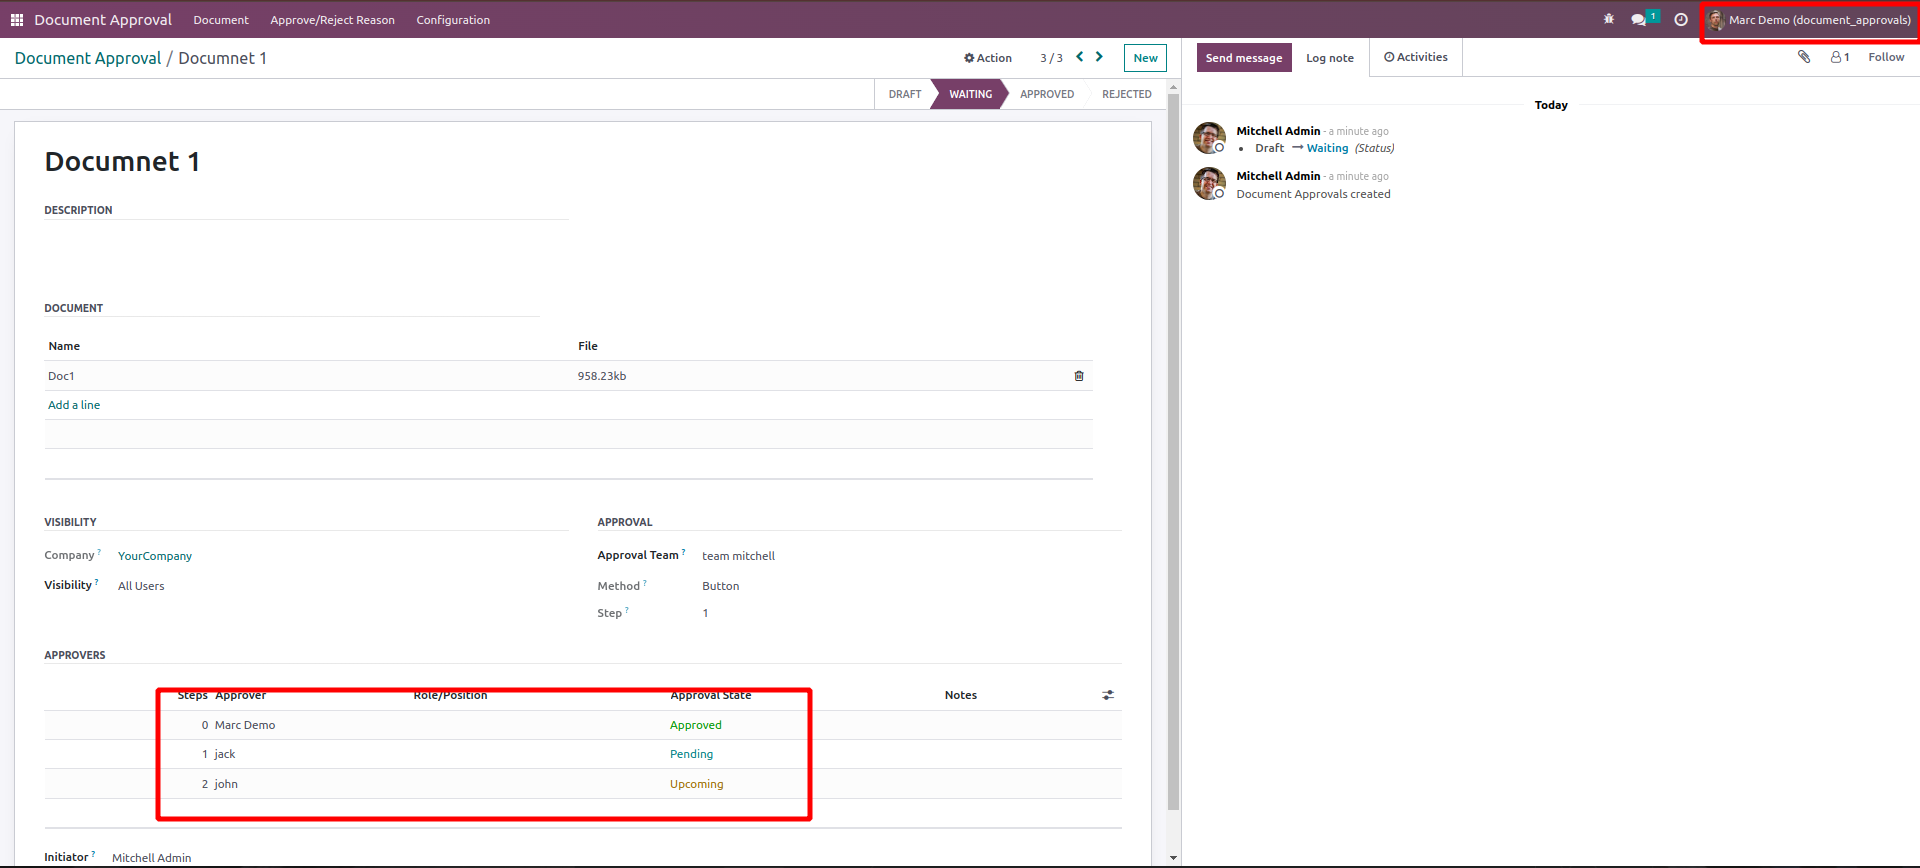 Document Approval Document Approve/Reject Reason Configuration 1 Marc Demo (document_approvals)
Document Approval / Documnet 1 Action 3 / 3 New
Send message Log note Activities 1 Follow
DRAFT WAITING APPROVED REJECTED
Documnet 1
DESCRIPTION
DOCUMENT
Name File
Doc1 958.23kb
Add a line
VISIBILITY
Company ? YourCompany
Visibility ? All Users
APPROVAL
Approval Team ? team mitchell
Method ? Button
Step ? 1
APPROVERS
Steps Approver Role/Position Approval State Notes
0 Marc Demo Approved
1 jack Pending
2 john Upcoming
Initiator ? Mitchell Admin
Today
Mitchell Admin - a minute ago
• Draft → Waiting (Status)
Mitchell Admin - a minute ago
Document Approvals created